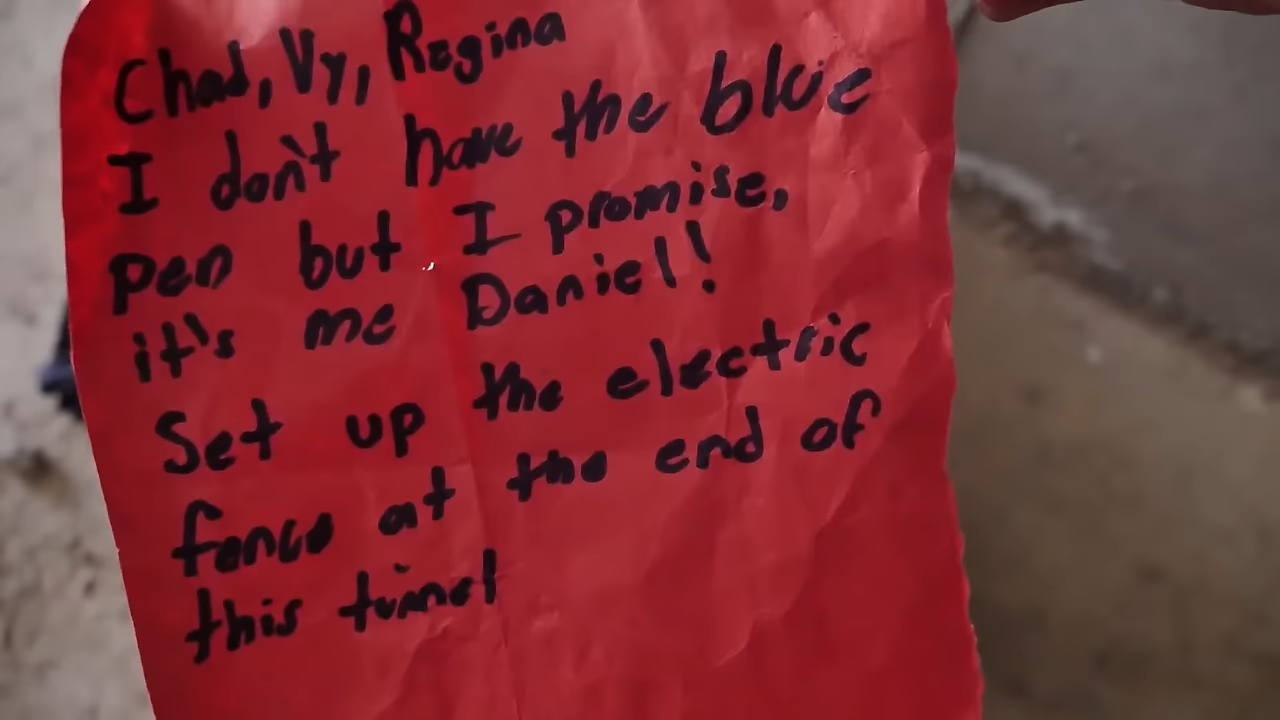 Chad, Vy, Regina
I don't have the blue
pen but I promise,
it's me Daniel!
Set up the electric
fence at the end of
this tunnel